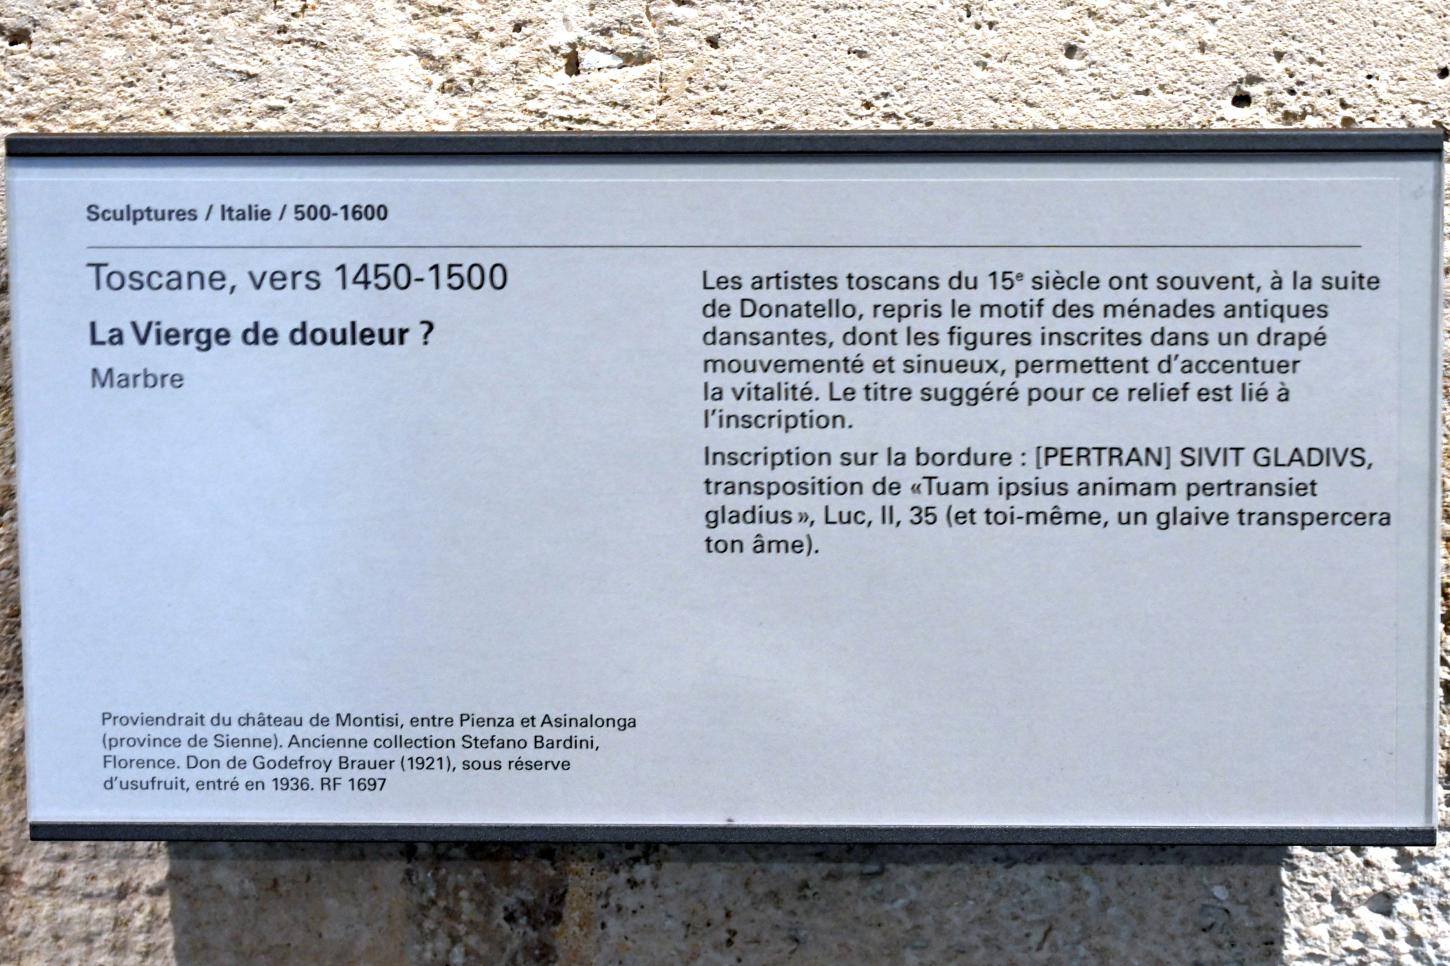 Sculptures / Italie / 500-1600
Toscane, vers 1450-1500
La Vierge de douleur ?
Marbre
Les artistes toscans du 15e siècle ont souvent, à la suite
de Donatello, repris le motif des ménades antiques
dansantes, dont les figures inscrites dans un drapé
mouvementé et sinueux, permettent d'accentuer
la vitalité. Le titre suggéré pour ce relief est lié à
l'inscription.
Inscription sur la bordure : [PERTRAN] SIVIT GLADIVS,
transposition de «Tuam ipsius animam pertransiet
gladius», Luc, II, 35 (et toi-même, un glaive transpercera
ton âme).
Proviendrait du château de Montisi, entre Pienza et Asinalonga
(province de Sienne). Ancienne collection Stefano Bardini,
Florence. Don de Godefroy Brauer (1921), sous réserve
d'usufruit, entré en 1936. RF 1697